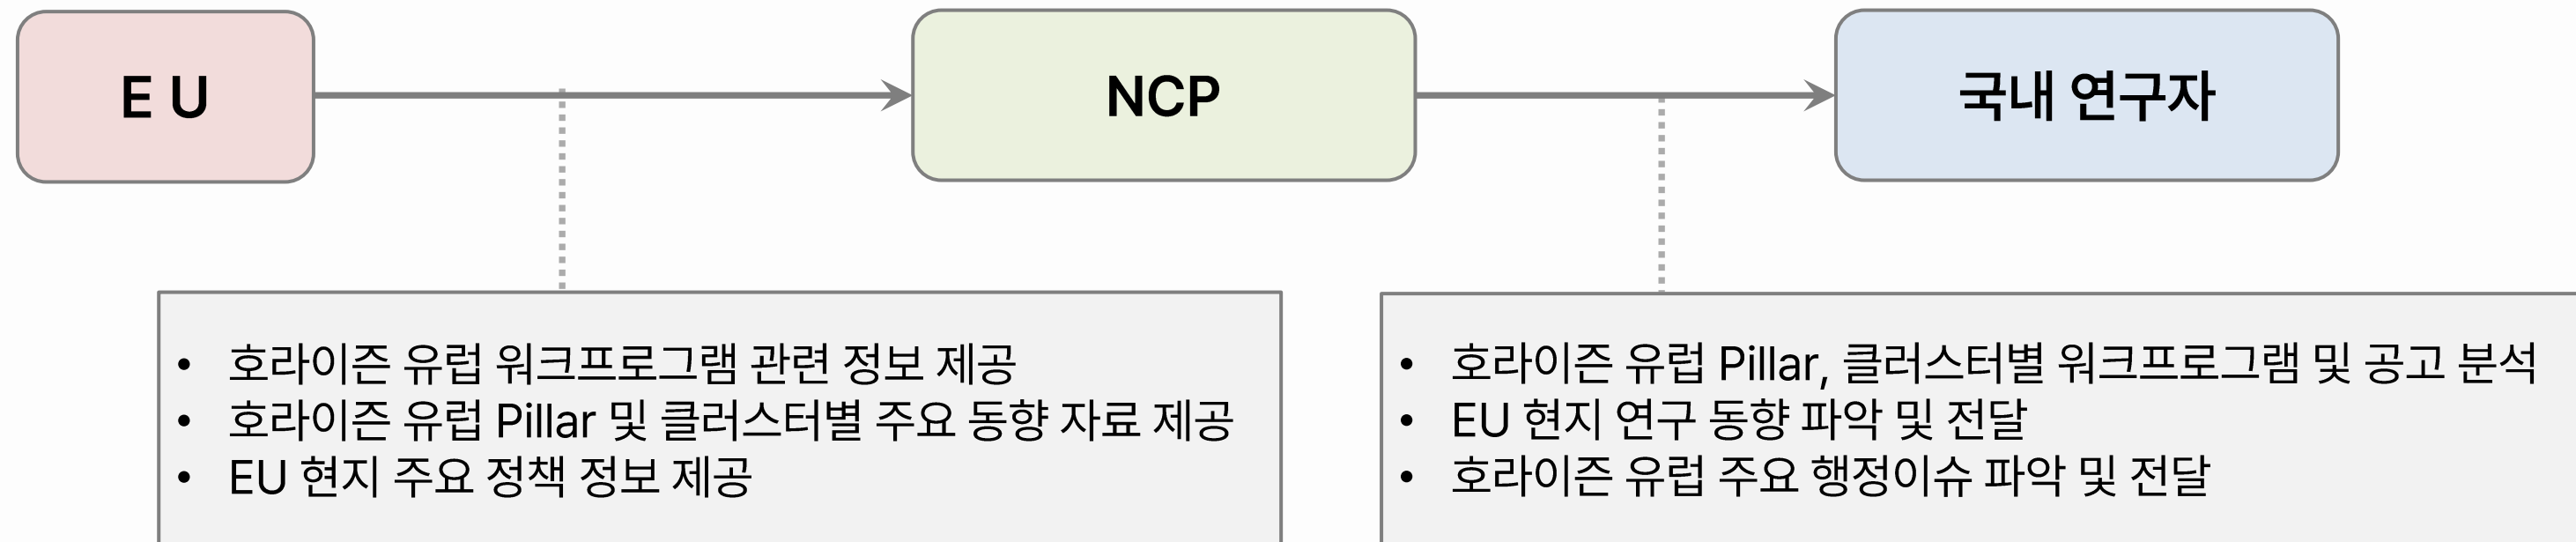 E U
NCP
국내 연구자
• 호라이즌 유럽 워크프로그램 관련 정보 제공
• 호라이즌 유럽 Pillar 및 클러스터별 주요 동향 자료 제공
• EU 현지 주요 정책 정보 제공
• 호라이즌 유럽 Pillar, 클러스터별 워크프로그램 및 공고 분석
• EU 현지 연구 동향 파악 및 전달
• 호라이즌 유럽 주요 행정이슈 파악 및 전달